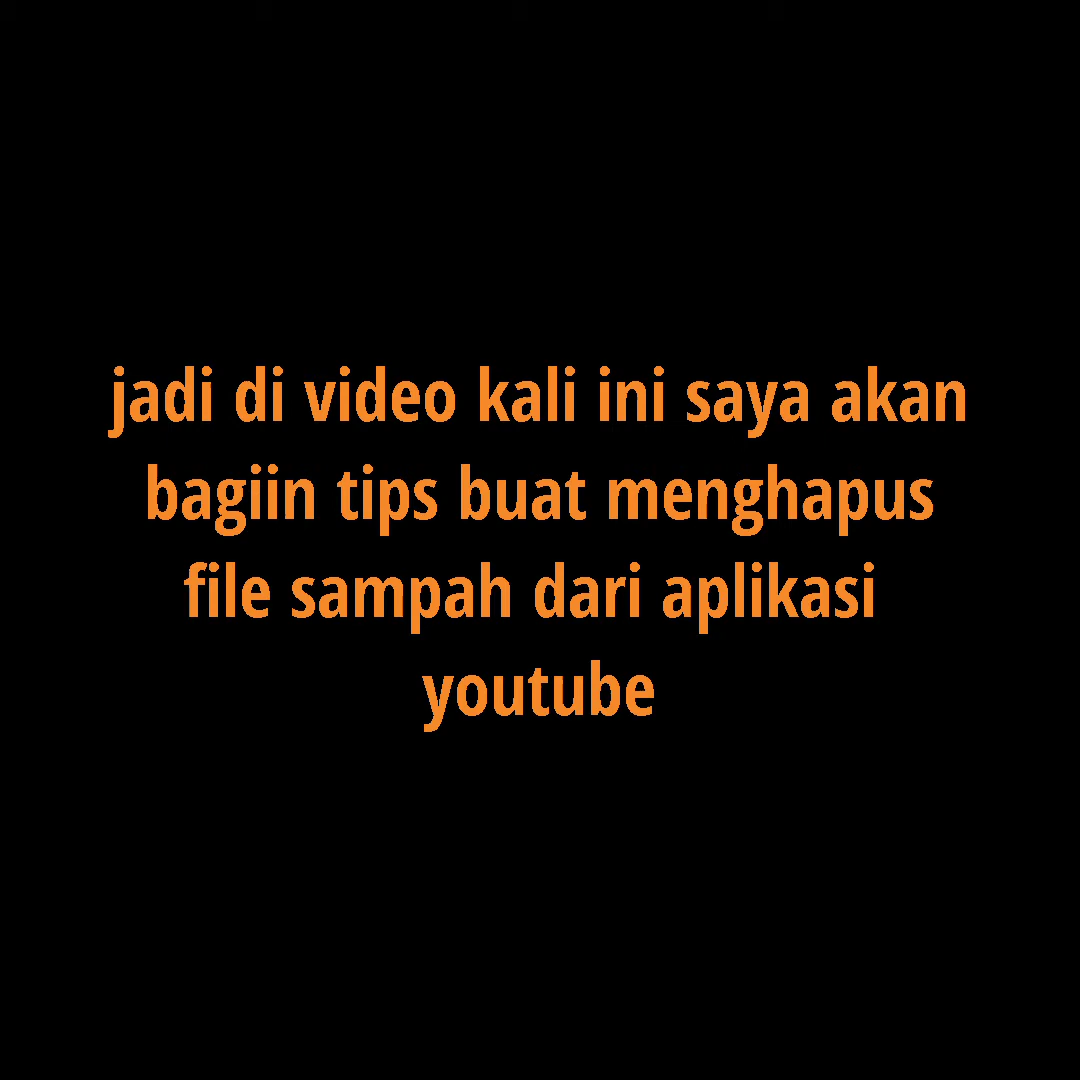 jadi di video kali ini saya akan
bagiin tips buat menghapus
file sampah dari aplikasi
youtube